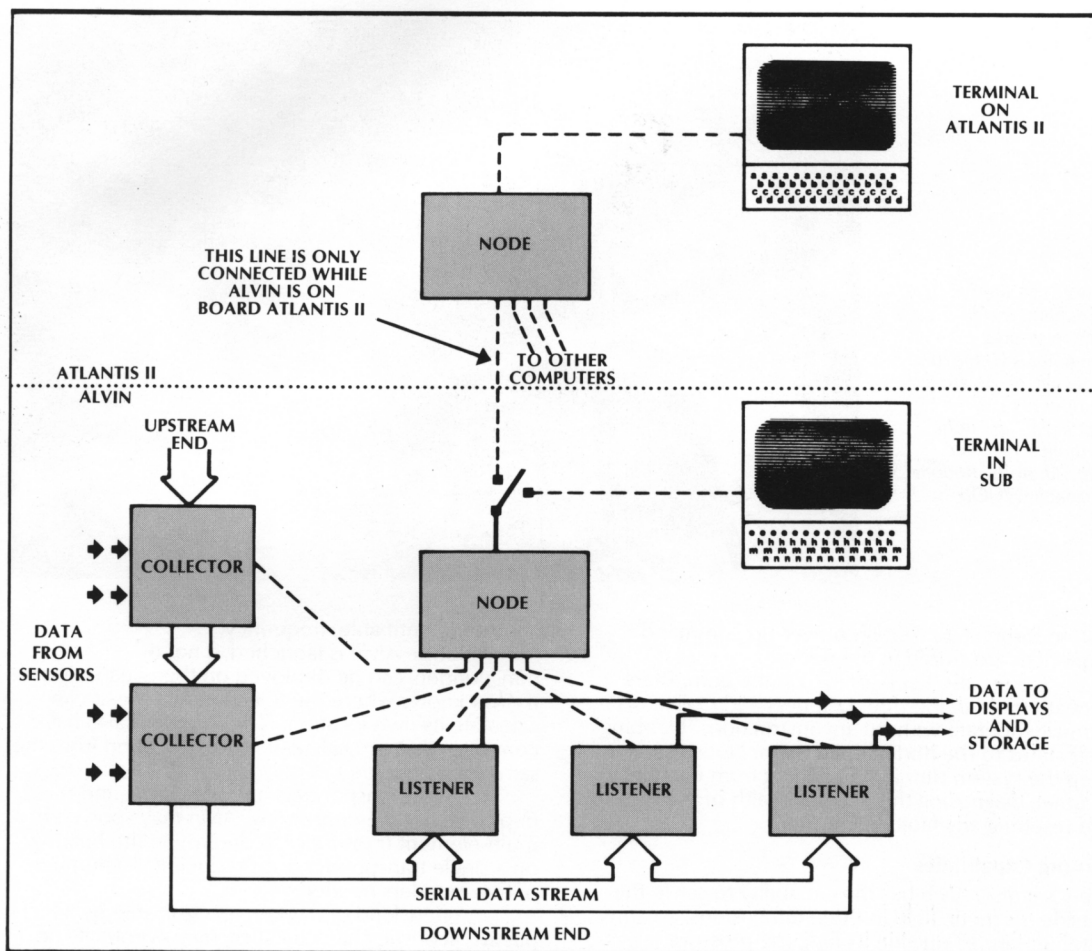 TERMINAL
ON
ATLANTIS II
NODE
THIS LINE IS ONLY
CONNECTED WHILE
ALVIN IS ON
BOARD ATLANTIS II
TO OTHER
COMPUTERS
ATLANTIS II
ALVIN
UPSTREAM
END
TERMINAL
IN
SUB
COLLECTOR
NODE
DATA
FROM
SENSORS
COLLECTOR
DATA TO
DISPLAYS
AND
STORAGE
LISTENER
LISTENER
LISTENER
SERIAL DATA STREAM
DOWNSTREAM END